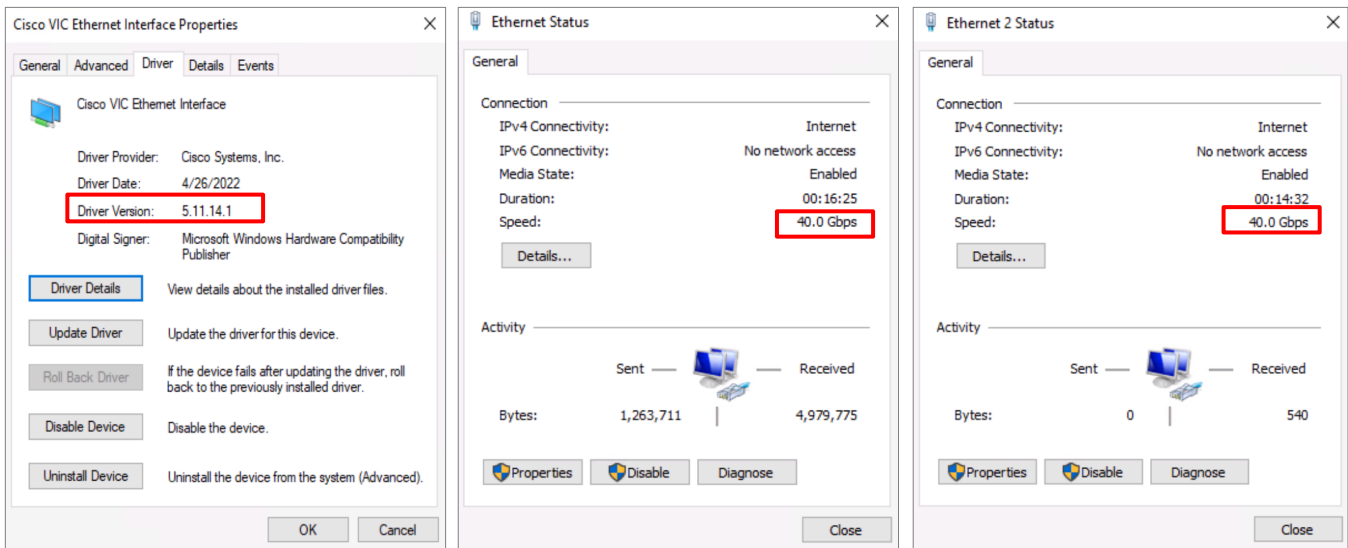 Cisco VIC Ethernet Interface Properties
General Advanced Driver Details Events
Cisco VIC Ethernet Interface
Driver Provider: Cisco Systems, Inc.
Driver Date: 4/26/2022
Driver Version: 5.11.14.1
Digital Signer: Microsoft Windows Hardware Compatibility
Publisher
Driver Details View details about the installed driver files.
Update Driver Update the driver for this device.
Roll Back Driver If the device fails after updating the driver, roll
back to the previously installed driver.
Disable Device Disable the device.
Uninstall Device Uninstall the device from the system (Advanced).
OK Cancel
Ethernet Status
General
Connection
IPv4 Connectivity: Internet
IPv6 Connectivity: No network access
Media State: Enabled
Duration: 00:16:25
Speed: 40.0 Gbps
Details...
Activity
Sent Received
Bytes: 1,263,711 4,979,775
Properties Disable Diagnose
Close
Ethernet 2 Status
General
Connection
IPv4 Connectivity: Internet
IPv6 Connectivity: No network access
Media State: Enabled
Duration: 00:14:32
Speed: 40.0 Gbps
Details...
Activity
Sent Received
Bytes: 0 540
Properties Disable Diagnose
Close